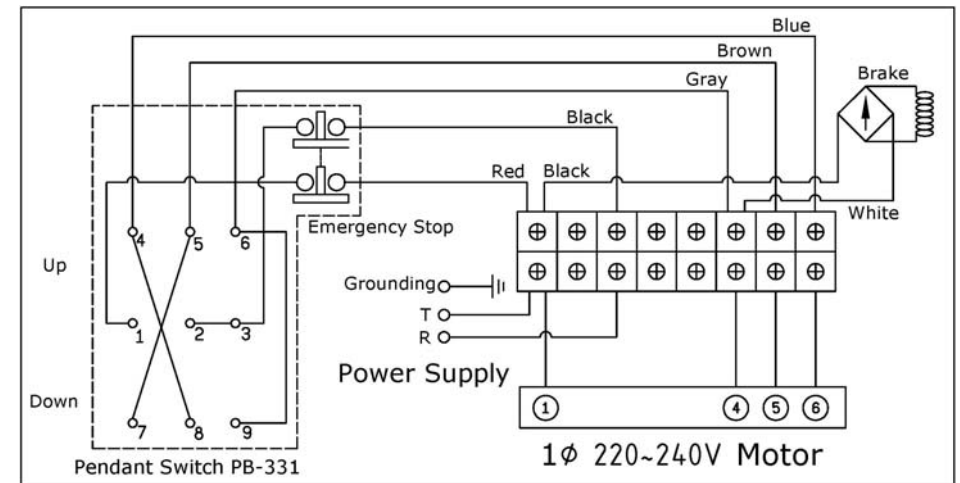 Blue
Brown
Brake
Gray
Black
Red Black
White
Emergency Stop
4 5 6
Up
Grounding
1 2 3
T
R
Power Supply
Down
7 8 9
1 4 5 6
Pendant Switch PB-331
1Ø 220~240V Motor